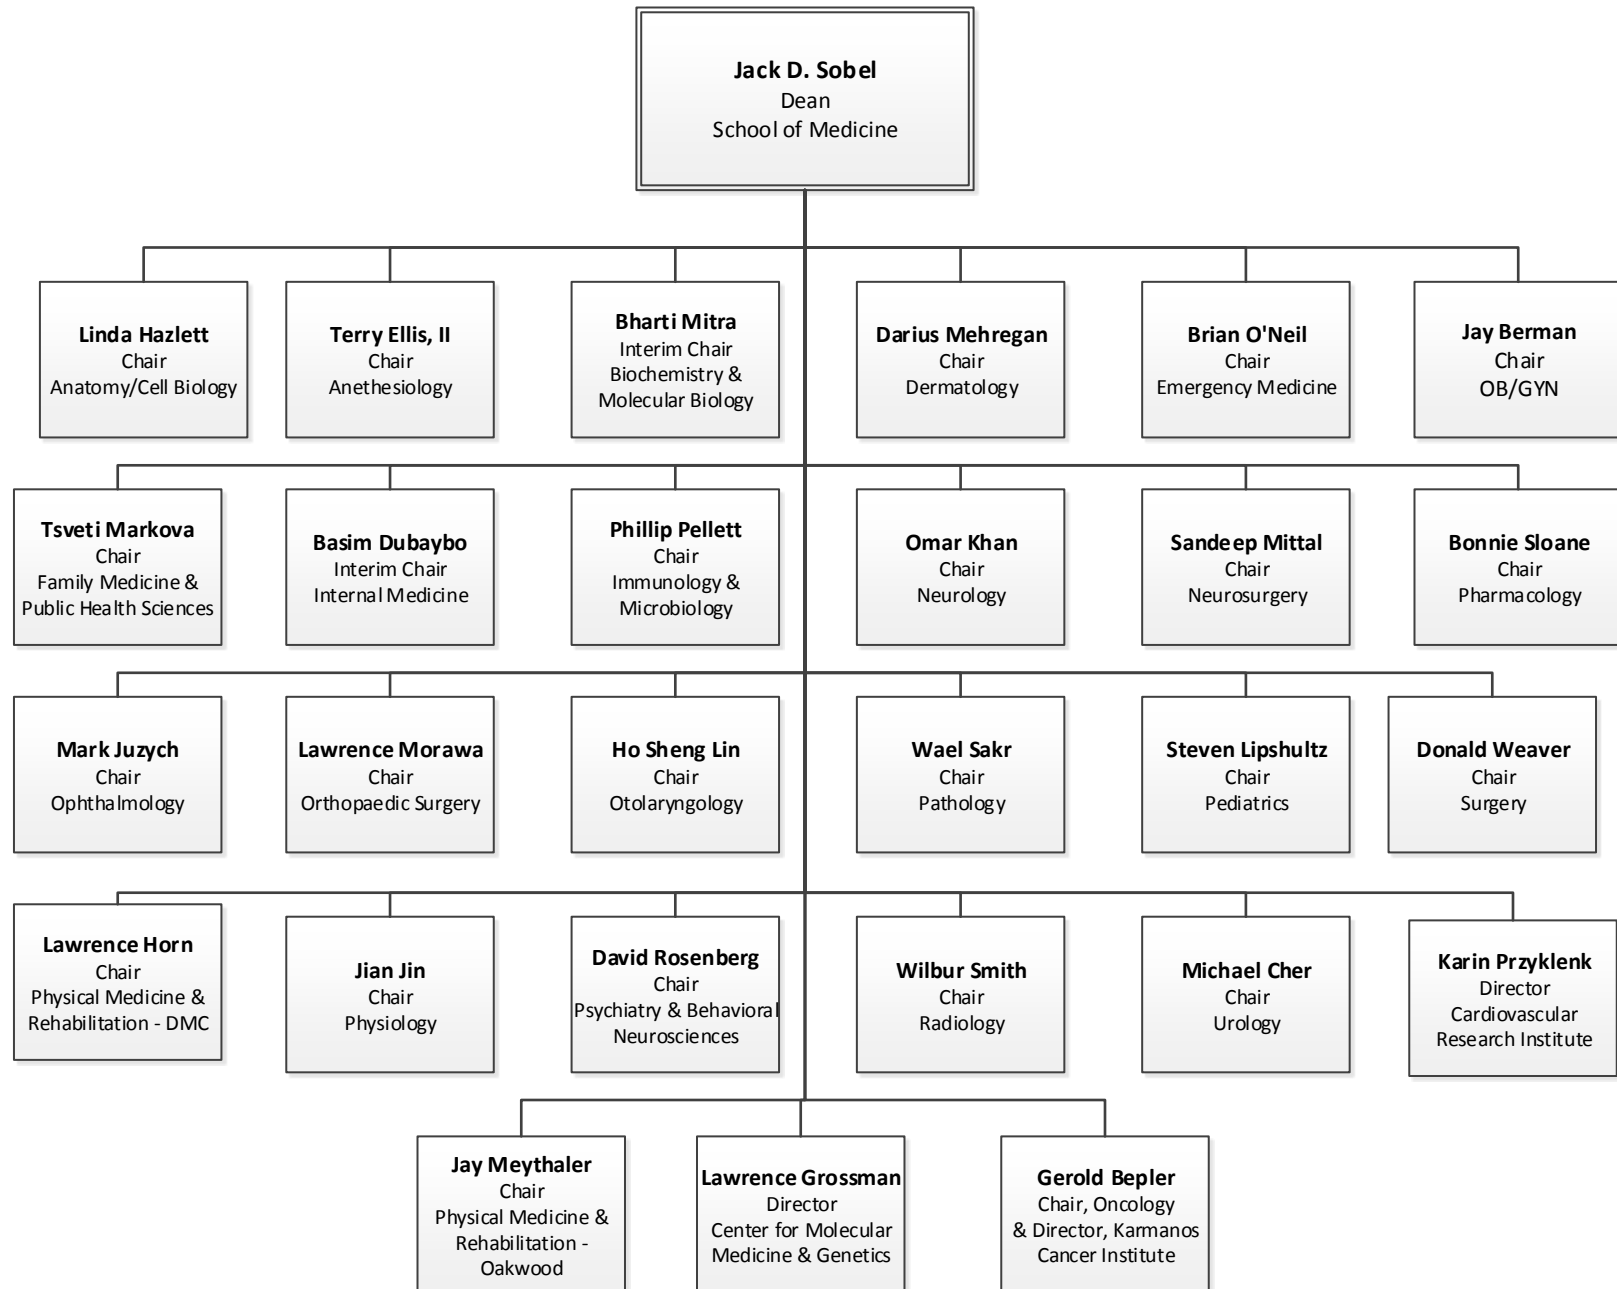 Jack D. Sobel
Dean
School of Medicine
Linda Hazlett
Chair
Anatomy/Cell Biology
Terry Ellis, II
Chair
Anethesiology
Bharti Mitra
Interim Chair
Biochemistry &
Molecular Biology
Darius Mehregan
Chair
Dermatology
Brian O'Neil
Chair
Emergency Medicine
Jay Berman
Chair
OB/GYN
Tsveti Markova
Chair
Family Medicine &
Public Health Sciences
Basim Dubaybo
Interim Chair
Internal Medicine
Phillip Pellett
Chair
Immunology &
Microbiology
Omar Khan
Chair
Neurology
Sandeep Mittal
Chair
Neurosurgery
Bonnie Sloane
Chair
Pharmacology
Mark Juzych
Chair
Ophthalmology
Lawrence Morawa
Chair
Orthopaedic Surgery
Ho Sheng Lin
Chair
Otolaryngology
Wael Sakr
Chair
Pathology
Steven Lipshultz
Chair
Pediatrics
Donald Weaver
Chair
Surgery
Lawrence Horn
Chair
Physical Medicine &
Rehabilitation - DMC
Jian Jin
Chair
Physiology
David Rosenberg
Chair
Psychiatry & Behavioral
Neurosciences
Wilbur Smith
Chair
Radiology
Michael Cher
Chair
Urology
Karin Przyklenk
Director
Cardiovascular
Research Institute
Jay Meythaler
Chair
Physical Medicine &
Rehabilitation -
Oakwood
Lawrence Grossman
Director
Center for Molecular
Medicine & Genetics
Gerold Bepler
Chair, Oncology
& Director, Karmanos
Cancer Institute